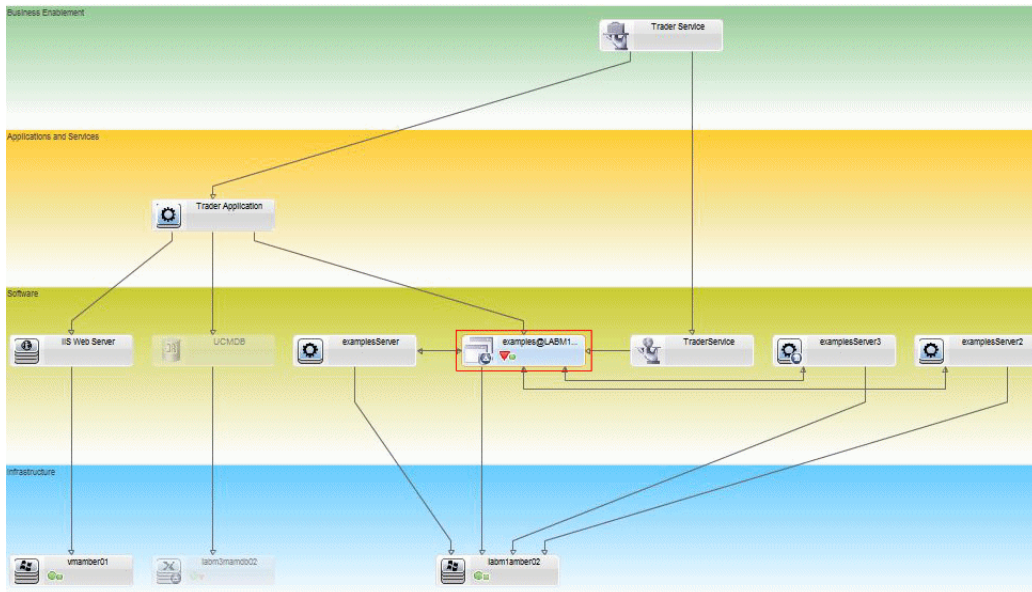 Business Enablement
Trader Service
Applications and Services
Trader Application
Software
IIS Web Server
UCMDB
examplesServer
examples@LABM1...
TraderService
examplesServer3
examplesServer2
Infrastructure
vmamber01
labm3mamdb02
labm1amber02